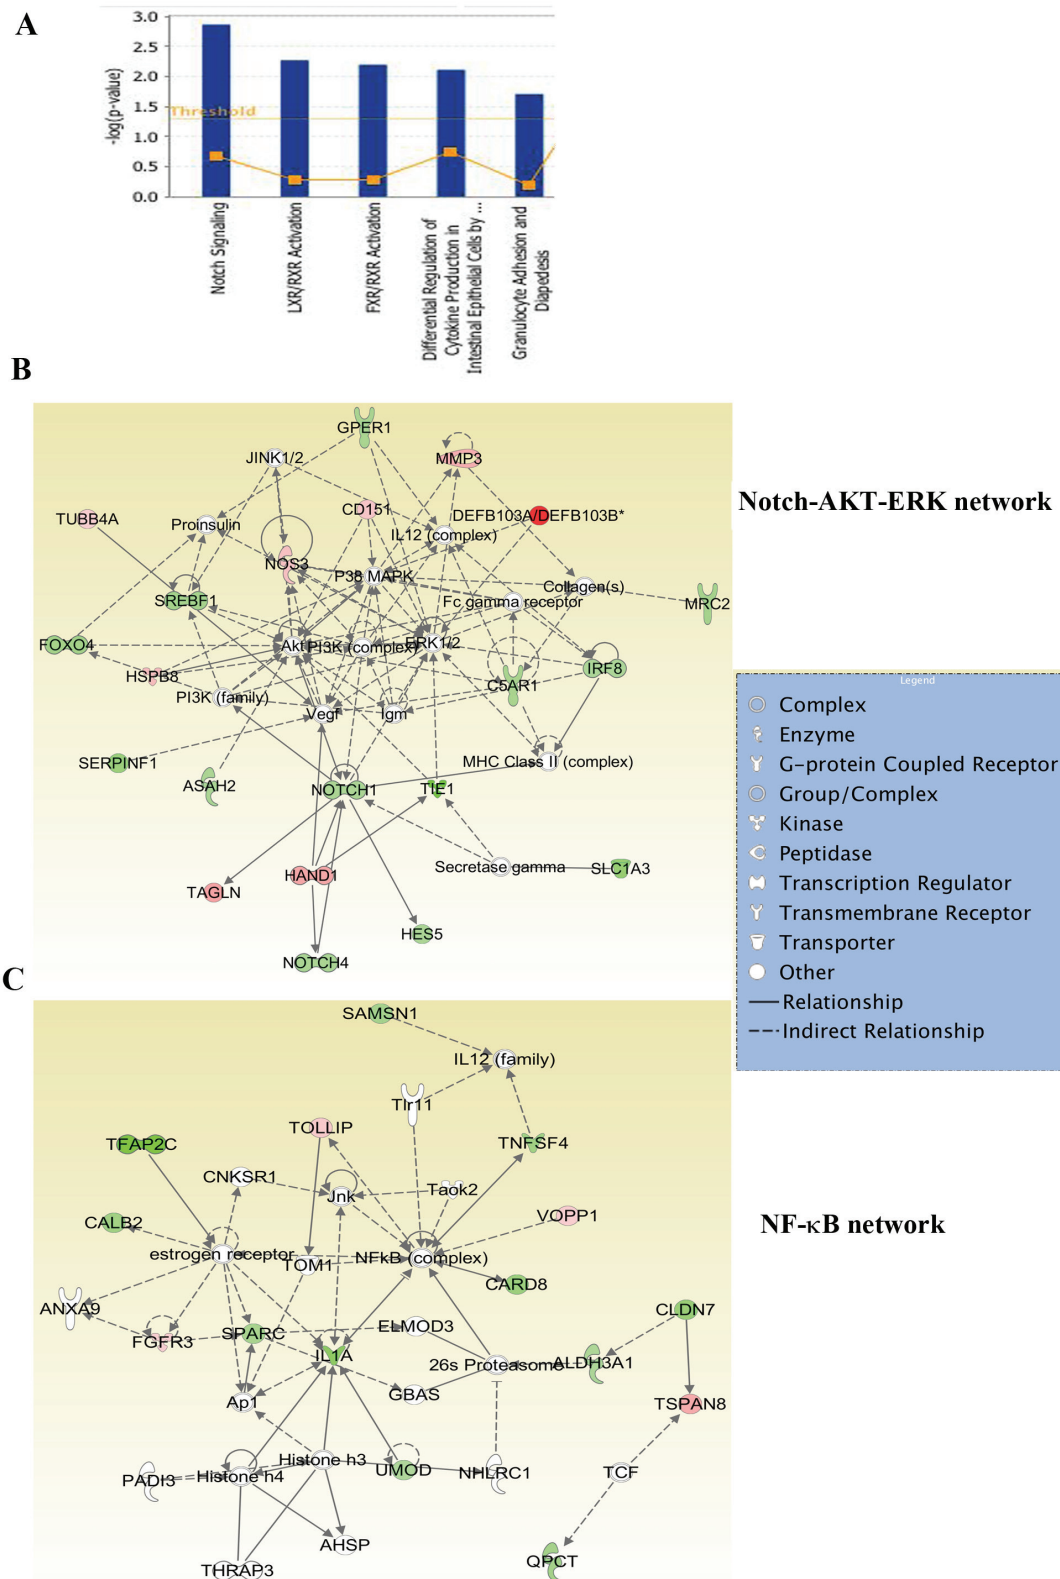 A
3.0
2.5
2.0
1.5
1.0
0.5
0.0
-log(p-value)
Threshold
Notch Signaling
LXR/RXR Activation
FXR/RXR Activation
Differential Regulation of
Cytokine Production in
Intestinal Epithelial Cells by ...
Granulocyte Adhesion and
Diapedesis
B
GPER1
JINK1/2
MMP3
Notch-AKT-ERK network
TUBB4A
Proinsulin
CD151
DEFB103A/DEFB103B*
IL12 (complex)
NOS3
P38 MAPK
Collagen(s)
SREBF1
Fc gamma receptor
MRC2
FOXO4
Akt
PI3K (complex)
ERK1/2
IRF8
HSPB8
C5AR1
PI3K (family)
Vegf
Igm
SERPINF1
MHC Class II (complex)
ASAH2
NOTCH1
TIE1
Secretase gamma
SLC1A3
HAND1
TAGLN
HES5
NOTCH4
Legend
Complex
Enzyme
G-protein Coupled Receptor
Group/Complex
Kinase
Peptidase
Transcription Regulator
Transmembrane Receptor
Transporter
Other
Relationship
Indirect Relationship
C
SAMSN1
IL12 (family)
Tlr11
TOLLIP
TFAP2C
TNFSF4
CNKSR1
Jnk
Taok2
CALB2
VOPP1
NF-κB network
estrogen receptor
TOM1
NFkB (complex)
CARD8
ANXA9
CLDN7
FGFR3
SPARC
ELMOD3
IL1A
26s Proteasome
ALDH3A1
GBAS
Ap1
TSPAN8
Histone h3
PADI3
Histone h4
UMOD
NHLRC1
TCF
AHSP
THRAP3
QPCT